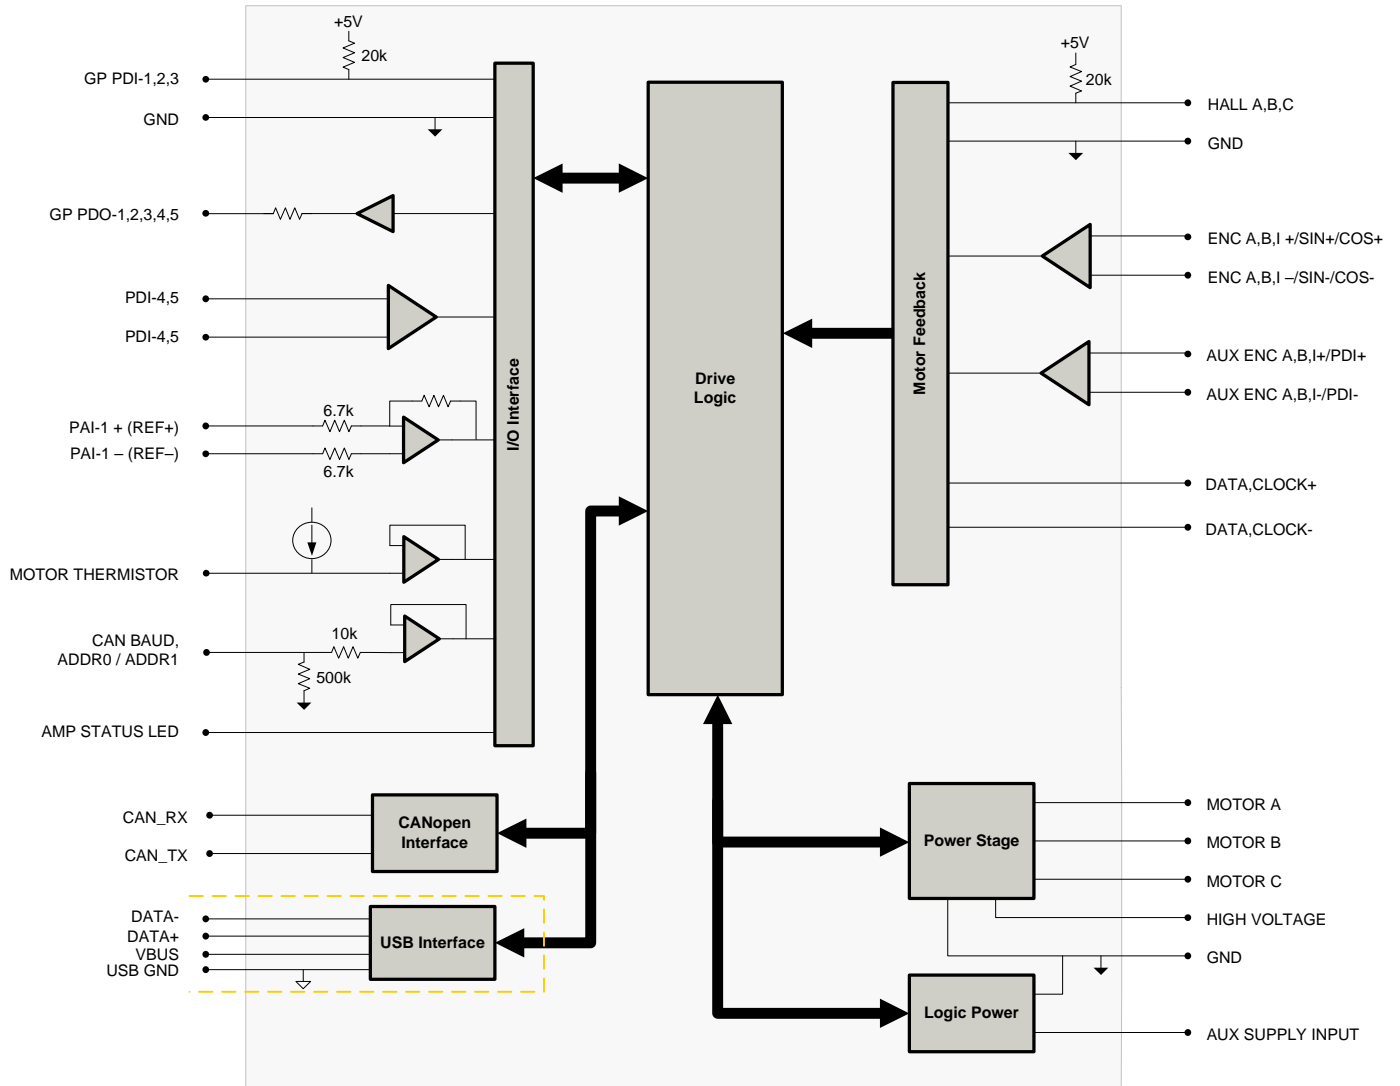 +5V
20k
GP PDI-1,2,3
GND
GP PDO-1,2,3,4,5
PDI-4,5
PDI-4,5
6.7k
PAI-1 + (REF+)
PAI-1 – (REF–)
6.7k
MOTOR THERMISTOR
CAN BAUD,
ADDR0 / ADDR1
10k
500k
AMP STATUS LED
I/O Interface
CAN_RX
CAN_TX
CANopen
Interface
DATA-
DATA+
VBUS
USB GND
USB Interface
Drive
Logic
Motor Feedback
+5V
20k
HALL A,B,C
GND
ENC A,B,I +/SIN+/COS+
ENC A,B,I –/SIN-/COS-
AUX ENC A,B,I+/PDI+
AUX ENC A,B,I-/PDI-
DATA,CLOCK+
DATA,CLOCK-
Power Stage
MOTOR A
MOTOR B
MOTOR C
HIGH VOLTAGE
GND
Logic Power
AUX SUPPLY INPUT